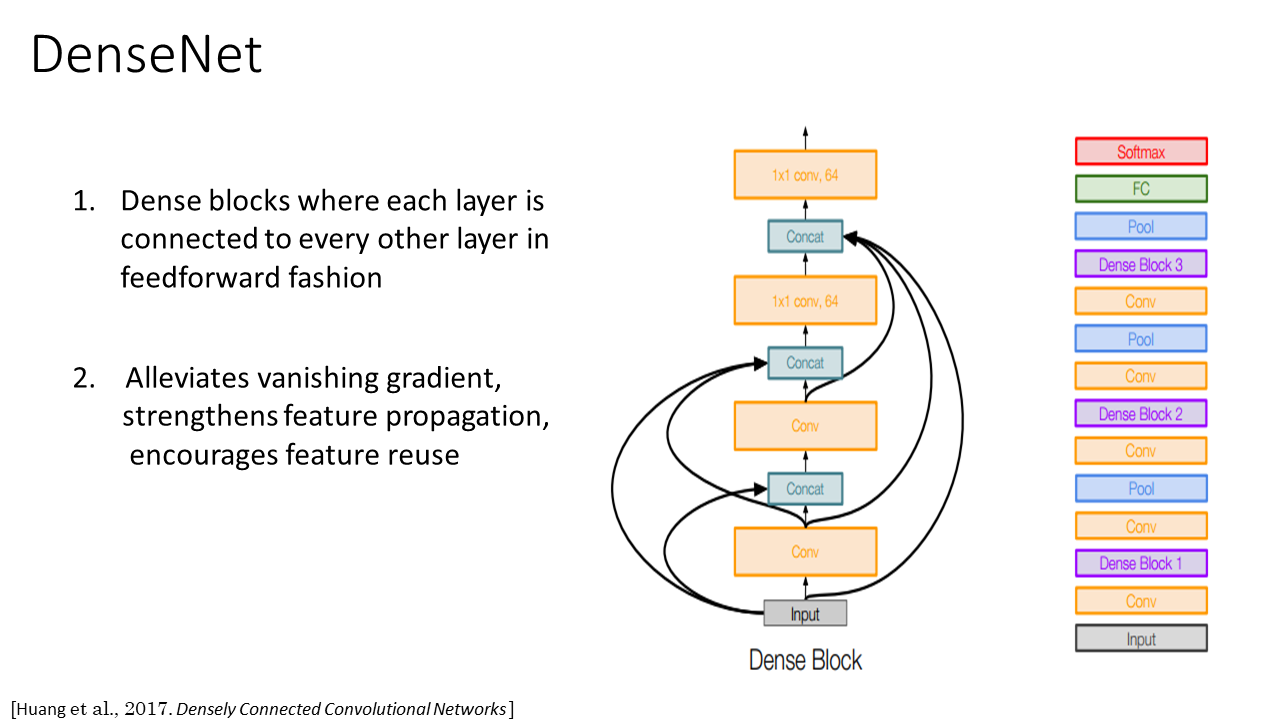 DenseNet
1. Dense blocks where each layer is
connected to every other layer in
feedforward fashion
2. Alleviates vanishing gradient,
strengthens feature propagation,
encourages feature reuse
1x1 conv, 64
Concat
1x1 conv, 64
Concat
Conv
Concat
Conv
Input
Dense Block
Softmax
FC
Pool
Dense Block 3
Conv
Pool
Conv
Dense Block 2
Conv
Pool
Conv
Dense Block 1
Conv
Input
[Huang et al., 2017. Densely Connected Convolutional Networks]